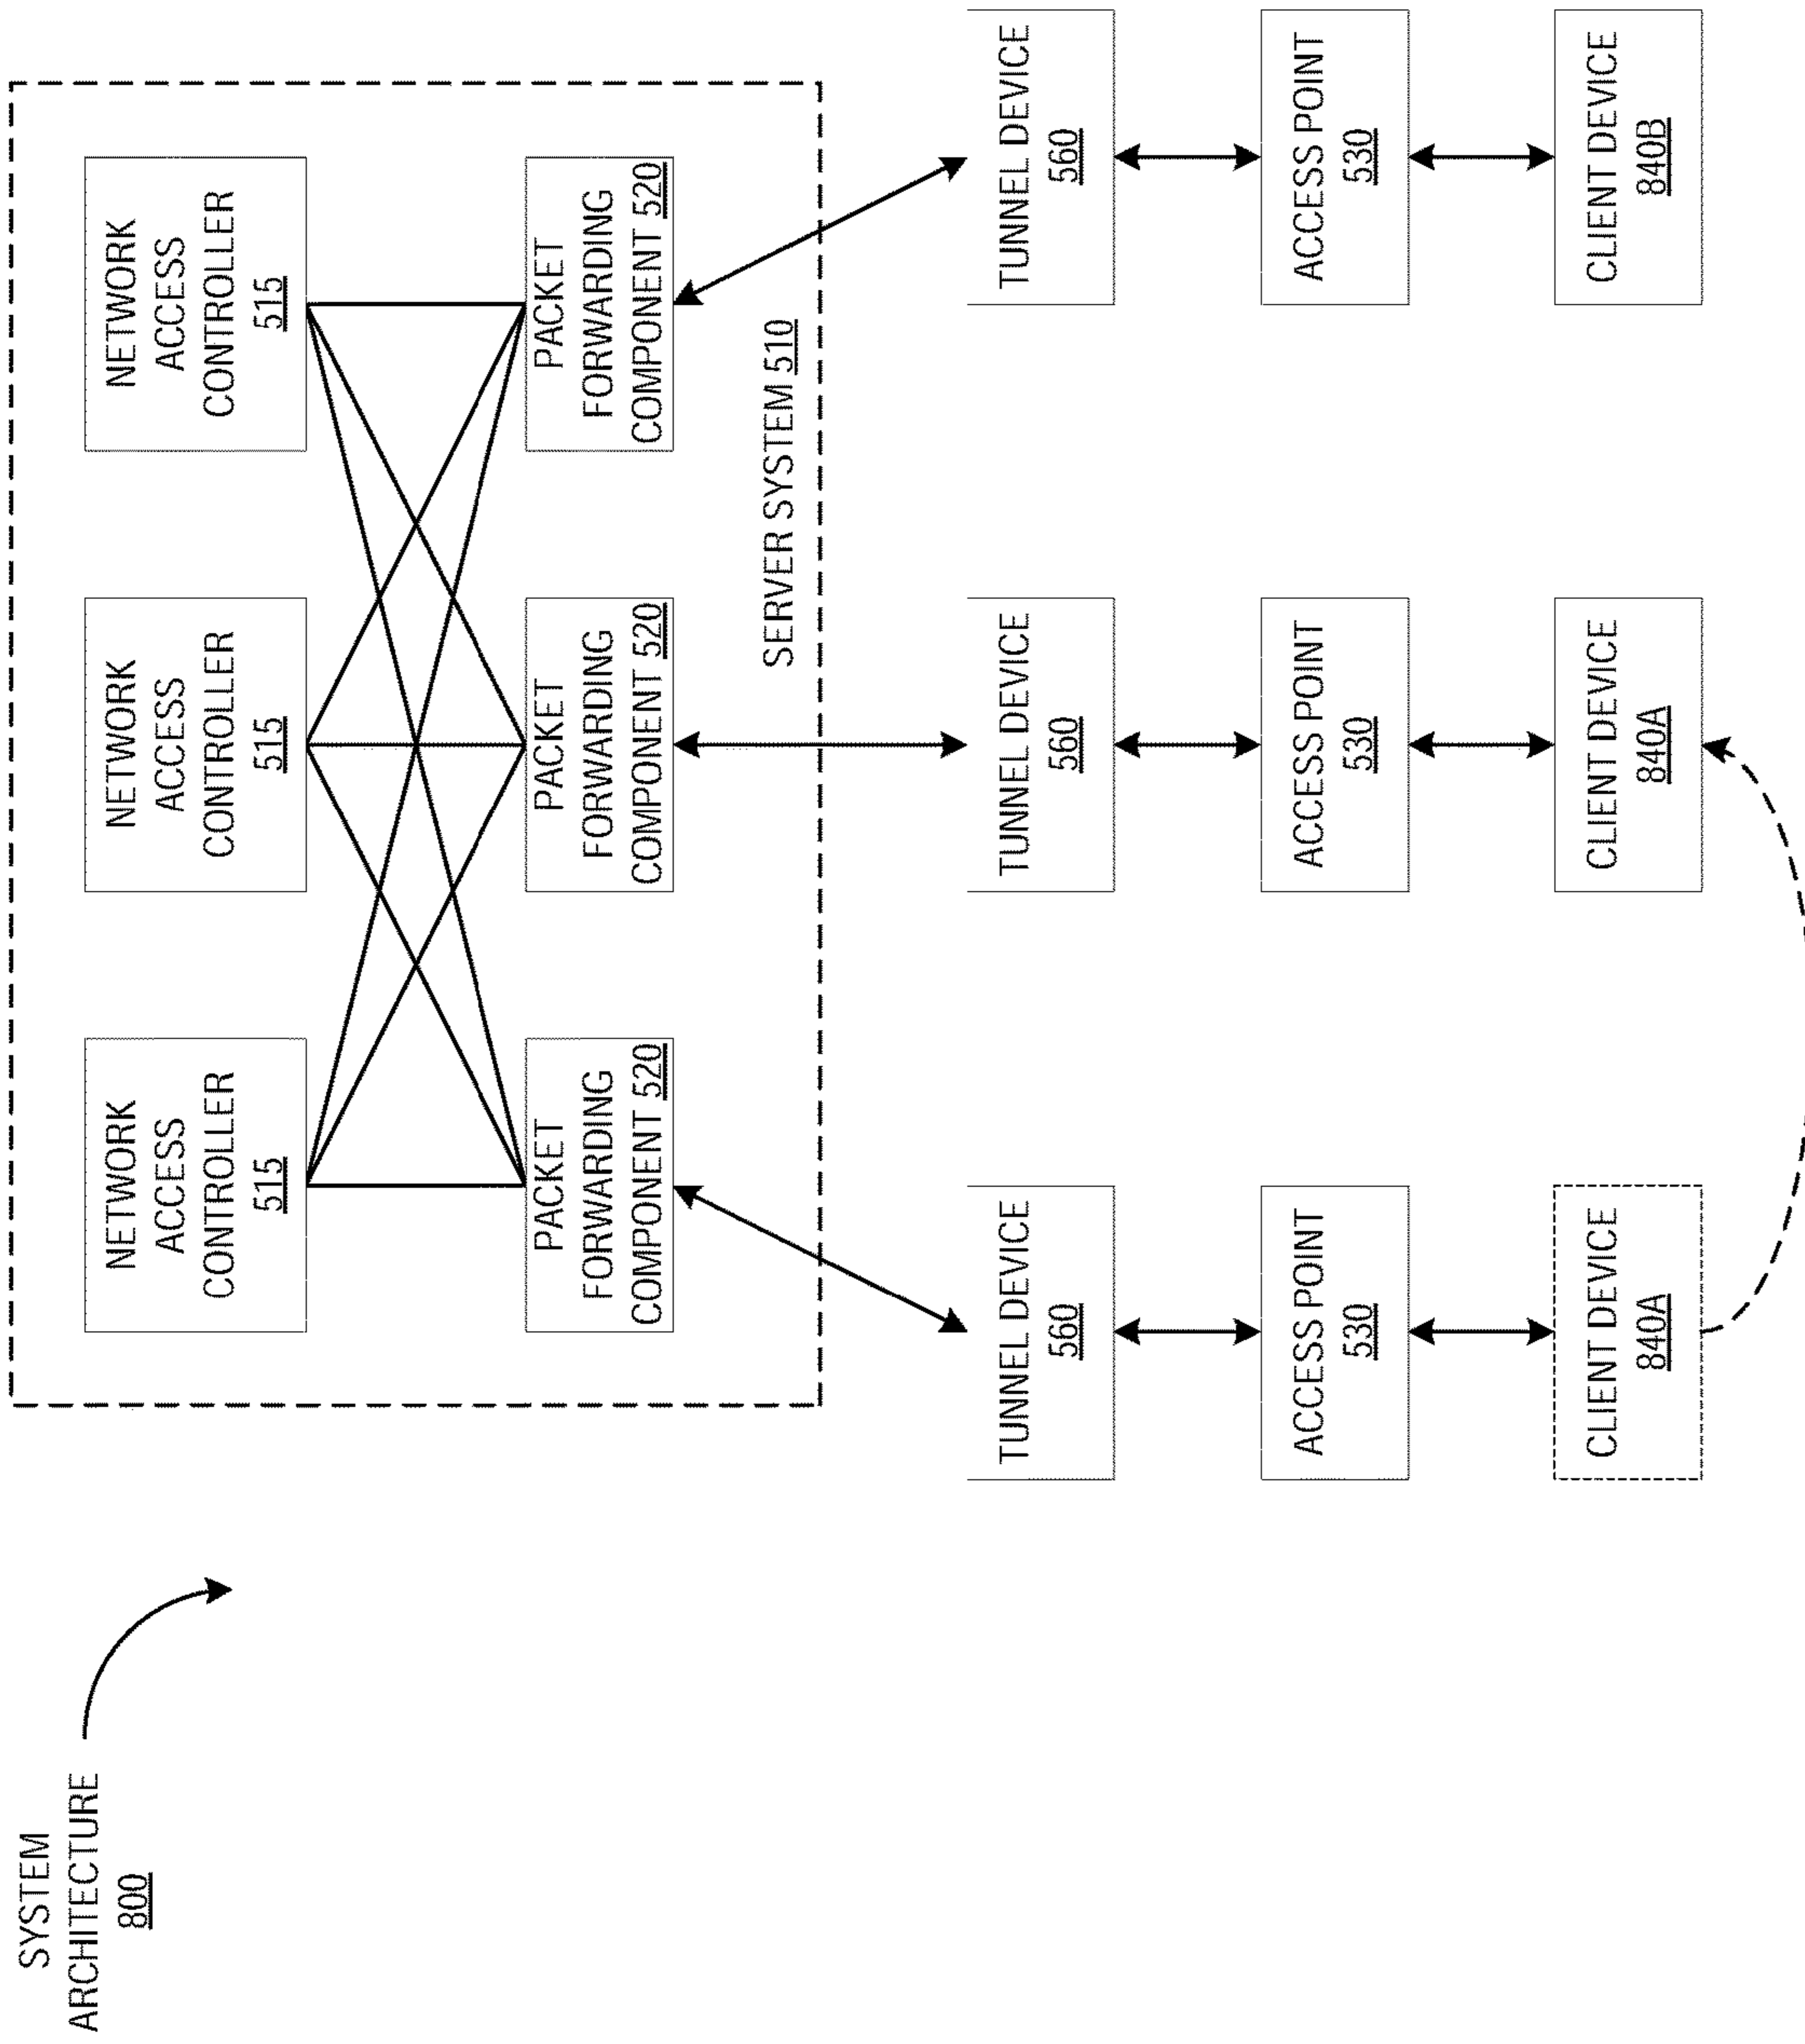 SYSTEM
ARCHITECTURE
800
NETWORK
ACCESS
CONTROLLER
515
NETWORK
ACCESS
CONTROLLER
515
NETWORK
ACCESS
CONTROLLER
515
PACKET
FORWARDING
COMPONENT 520
PACKET
FORWARDING
COMPONENT 520
PACKET
FORWARDING
COMPONENT 520
SERVER SYSTEM 510
TUNNEL DEVICE
560
TUNNEL DEVICE
560
TUNNEL DEVICE
560
ACCESS POINT
530
ACCESS POINT
530
ACCESS POINT
530
CLIENT DEVICE
840A
CLIENT DEVICE
840A
CLIENT DEVICE
840B